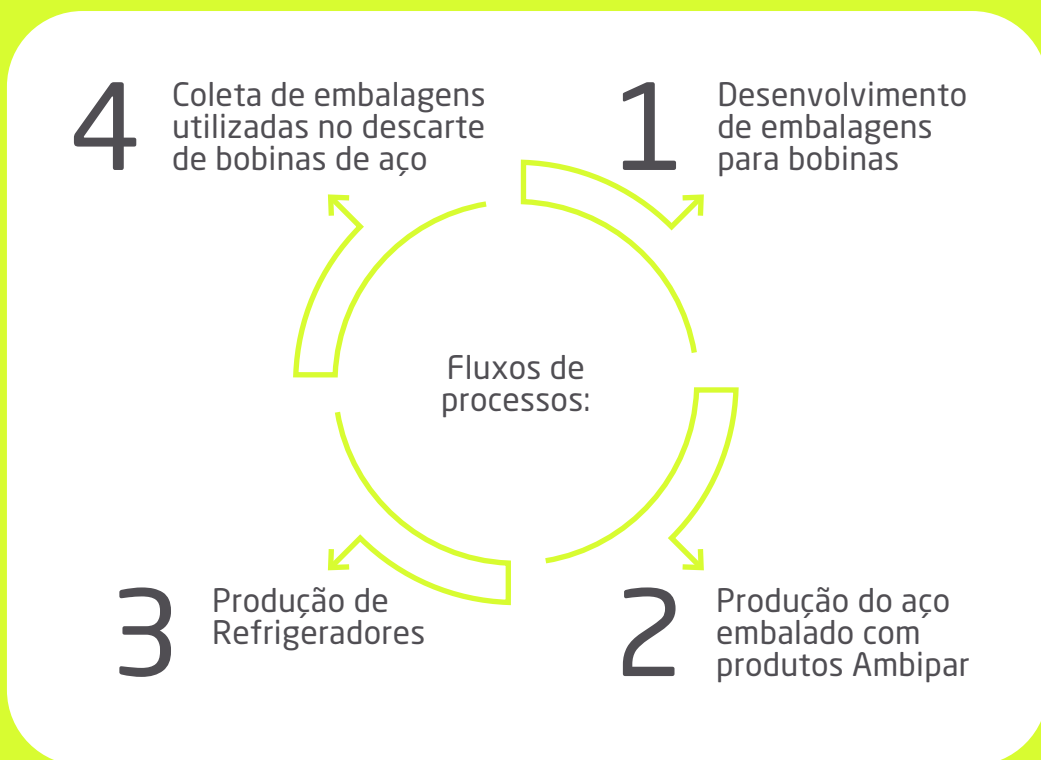 4
Coleta de embalagens
utilizadas no descarte
de bobinas de aço
1
Desenvolvimento
de embalagens
para bobinas
Fluxos de
processos:
3
Produção de
Refrigeradores
2
Produção do aço
embalado com
produtos Ambipar